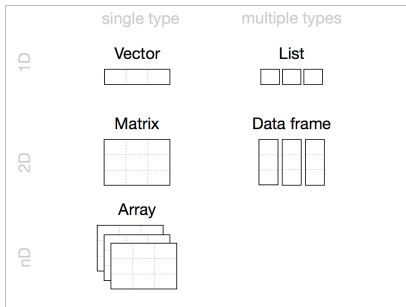 single type multiple types
1D
Vector List
2D
Matrix Data frame
nD
Array